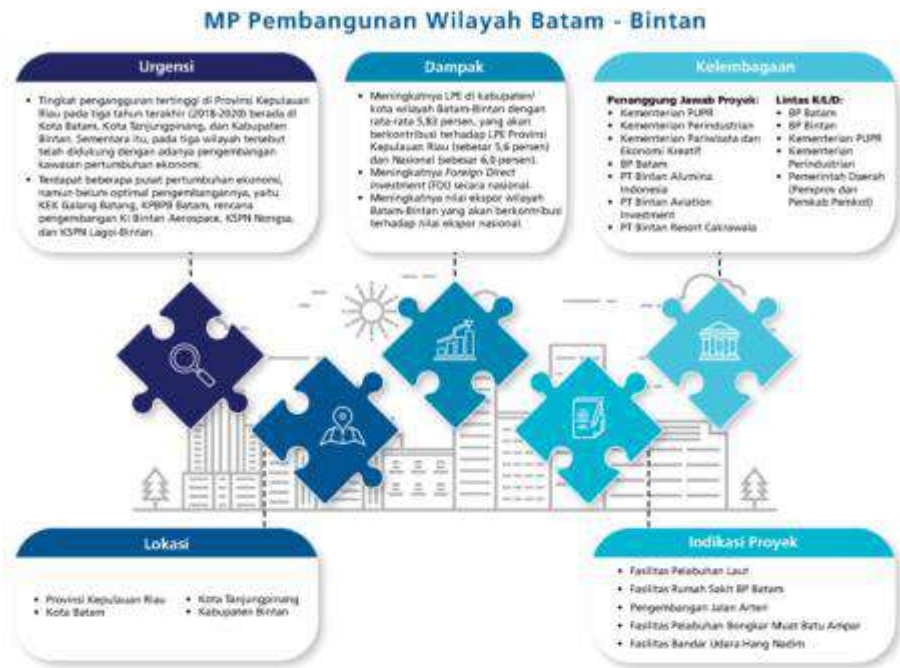 MP Pembangunan Wilayah Batam - Bintan
Urgensi
• Tingkat pengangguran tertinggi di Provinsi Kepulauan
Riau pada tiga tahun terakhir (2018-2020) berada di
Kota Batam, Kota Tanjungpinang, dan Kabupaten
Bintan. Sementara itu, pada tiga wilayah tersebut
telah didukung dengan adanya pengembangan
kawasan pertumbuhan ekonomi.
• Terdapat beberapa pusat pertumbuhan ekonomi,
namun belum optimal pengembangannya, yaitu
KEK Galang Batang, KPBPB Batam, rencana
pengembangan KI Bintan Aerospace, KSPN Nongsa,
dan KSPN Lagoi-Bintan.
Dampak
• Meningkatnya LPE di kabupaten/
kota wilayah Batam-Bintan dengan
rata-rata 5,83 persen, yang akan
berkontribusi terhadap LPE Provinsi
Kepulauan Riau (sebesar 5,6 persen)
dan Nasional (sebesar 6,0 persen).
• Meningkatnya Foreign Direct
Investment (FDI) secara nasional.
• Meningkatnya nilai ekspor wilayah
Batam-Bintan yang akan berkontribusi
terhadap nilai ekspor nasional.
Kelembagaan
Penanggung Jawab Proyek:
• Kementerian PUPR
• Kementerian Perindustrian
• Kementerian Pariwisata dan
Ekonomi Kreatif
• BP Batam
• PT Bintan Alumina
Indonesia
• PT Bintan Aviation
Investment
• PT Bintan Resort Cakrawala
Lintas K/L/D:
• BP Batam
• BP Bintan
• Kementerian PUPR
• Kementerian
Perindustrian
• Pemerintah Daerah
(Pemprov dan
Pemkab Pemkot)
Lokasi
• Provinsi Kepulauan Riau
• Kota Batam
• Kota Tanjungpinang
• Kabupaten Bintan
Indikasi Proyek
• Fasilitas Pelabuhan Laut
• Fasilitas Rumah Sakit BP Batam
• Pengembangan Jalan Arteri
• Fasilitas Pelabuhan Bongkar Muat Batu Ampar
• Fasilitas Bandar Udara Hang Nadim